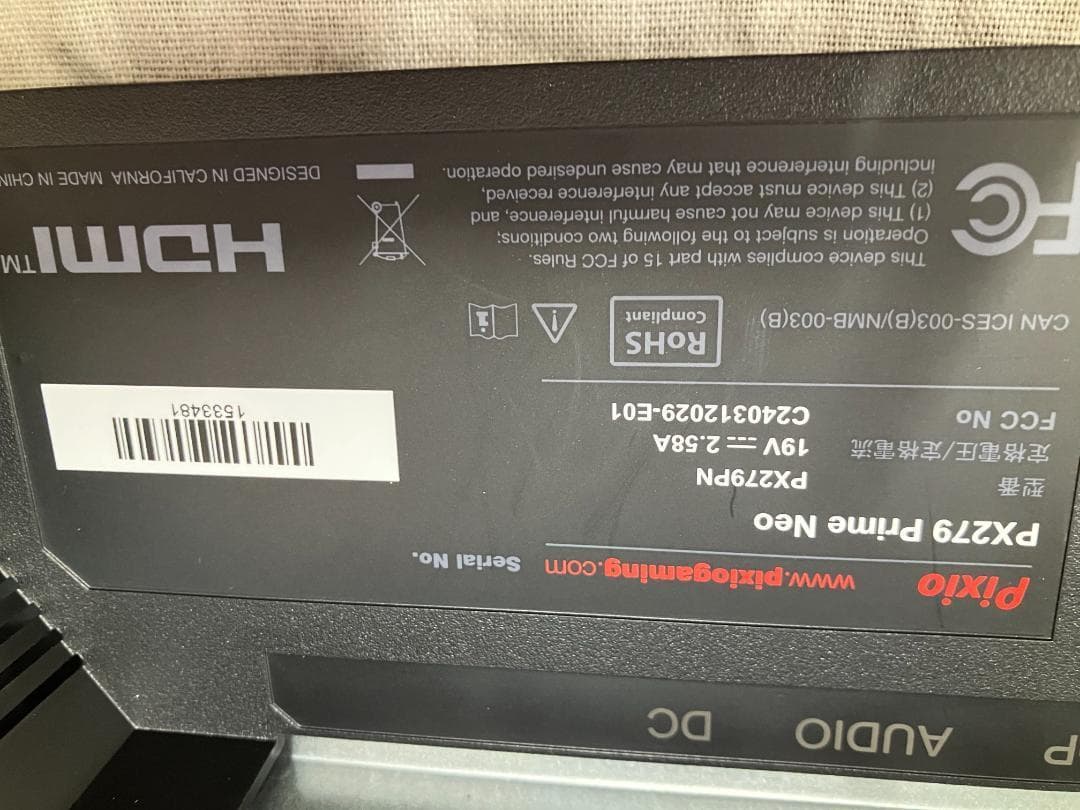 P AUDIO DC
Pixio www.pixiogaming.com
PX279 Prime Neo
型番 PX279PN
定格電圧/定格電流 19V ⎓ 2.58A
FCC No C240312029-E01
Serial No.
1533481
CAN ICES-003(B)/NMB-003(B)
RoHS
Compliant
FC
This device complies with part 15 of FCC Rules.
Operation is subject to the following two conditions;
(1) This device may not cause harmful interference, and
(2) This device must accept any interference received,
including interference that may cause undesired operation.
HDMI™
DESIGNED IN CALIFORNIA MADE IN CHIN